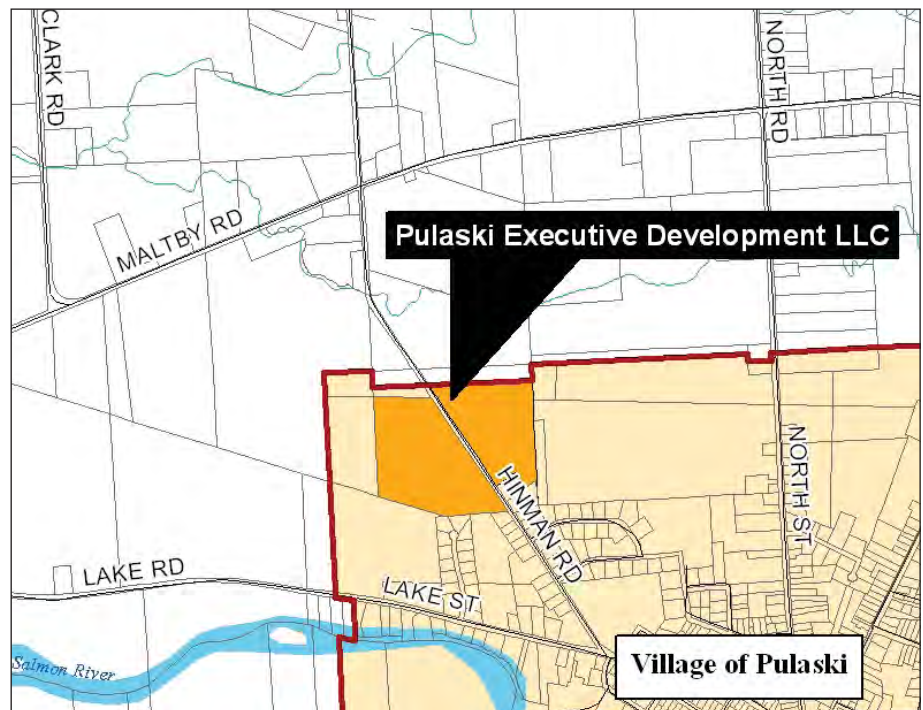 CLARK RD
NORTH RD
MALTBY RD
Pulaski Executive Development LLC
HINMAN RD
NORTH ST
LAKE RD
LAKE ST
Salmon River
Village of Pulaski